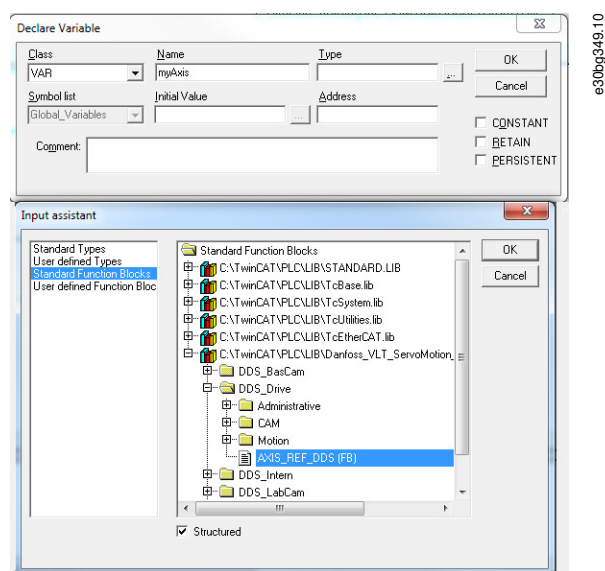 Declare Variable
Class Name Type
VAR myAxis ... OK
Cancel
Symbol list Initial Value Address
Global_Variables ...
CONSTANT
RETAIN
PERSISTENT
Comment:
e30bg349.10
Input assistant
Standard Types
User defined Types
Standard Function Blocks
User defined Function Bloc
Standard Function Blocks
C:\TwinCAT\PLC\LIB\STANDARD.LIB
C:\TwinCAT\PLC\LIB\TcBase.lib
C:\TwinCAT\PLC\LIB\TcSystem.lib
C:\TwinCAT\PLC\LIB\TcUtilities.lib
C:\TwinCAT\PLC\LIB\TcEtherCAT.lib
C:\TwinCAT\PLC\LIB\Danfoss_VLT_ServoMotion_
DDS_BasCam
DDS_Drive
Administrative
CAM
Motion
AXIS_REF_DDS (FB)
DDS_Intern
DDS_LabCam
OK
Cancel
Structured